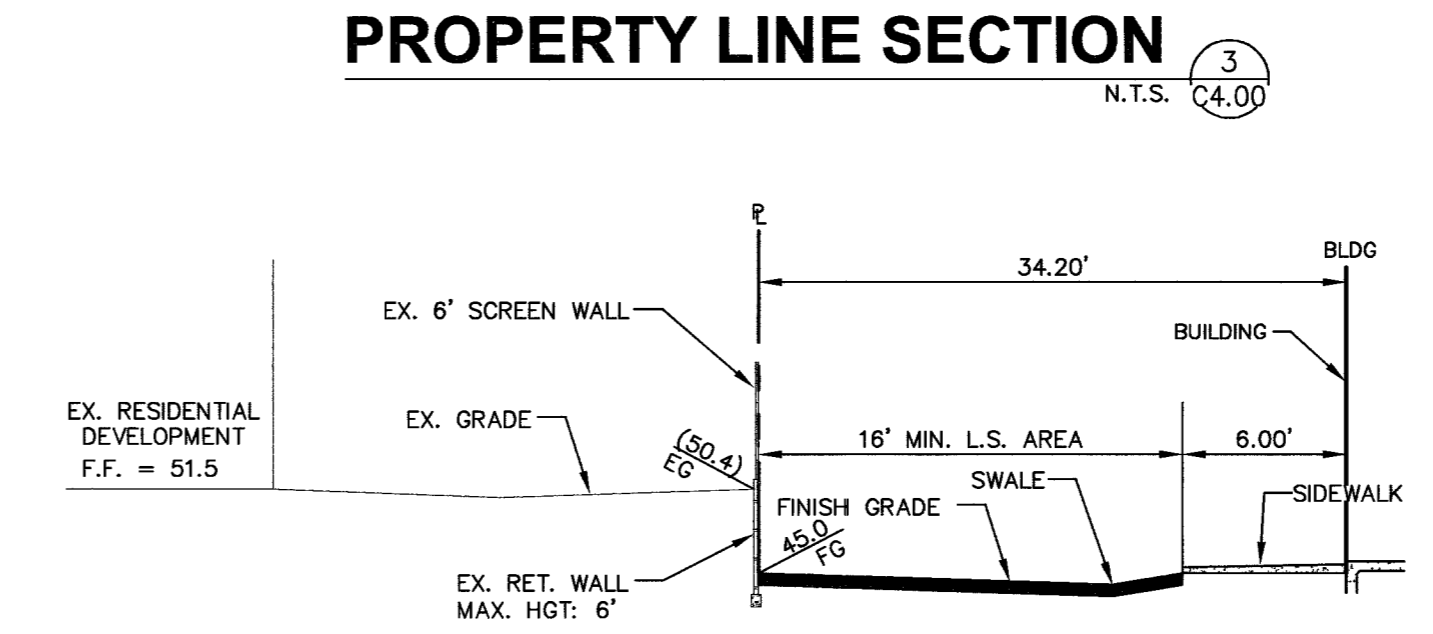 PROPERTY LINE SECTION
3
N.T.S.
C4.00
PL
BLDG
34.20'
EX. 6' SCREEN WALL
BUILDING
EX. RESIDENTIAL
DEVELOPMENT
F.F. = 51.5
EX. GRADE
(50.4)
EG
16' MIN. L.S. AREA
6.00'
SWALE
SIDEWALK
FINISH GRADE
45.0
FG
EX. RET. WALL
MAX. HGT: 6'